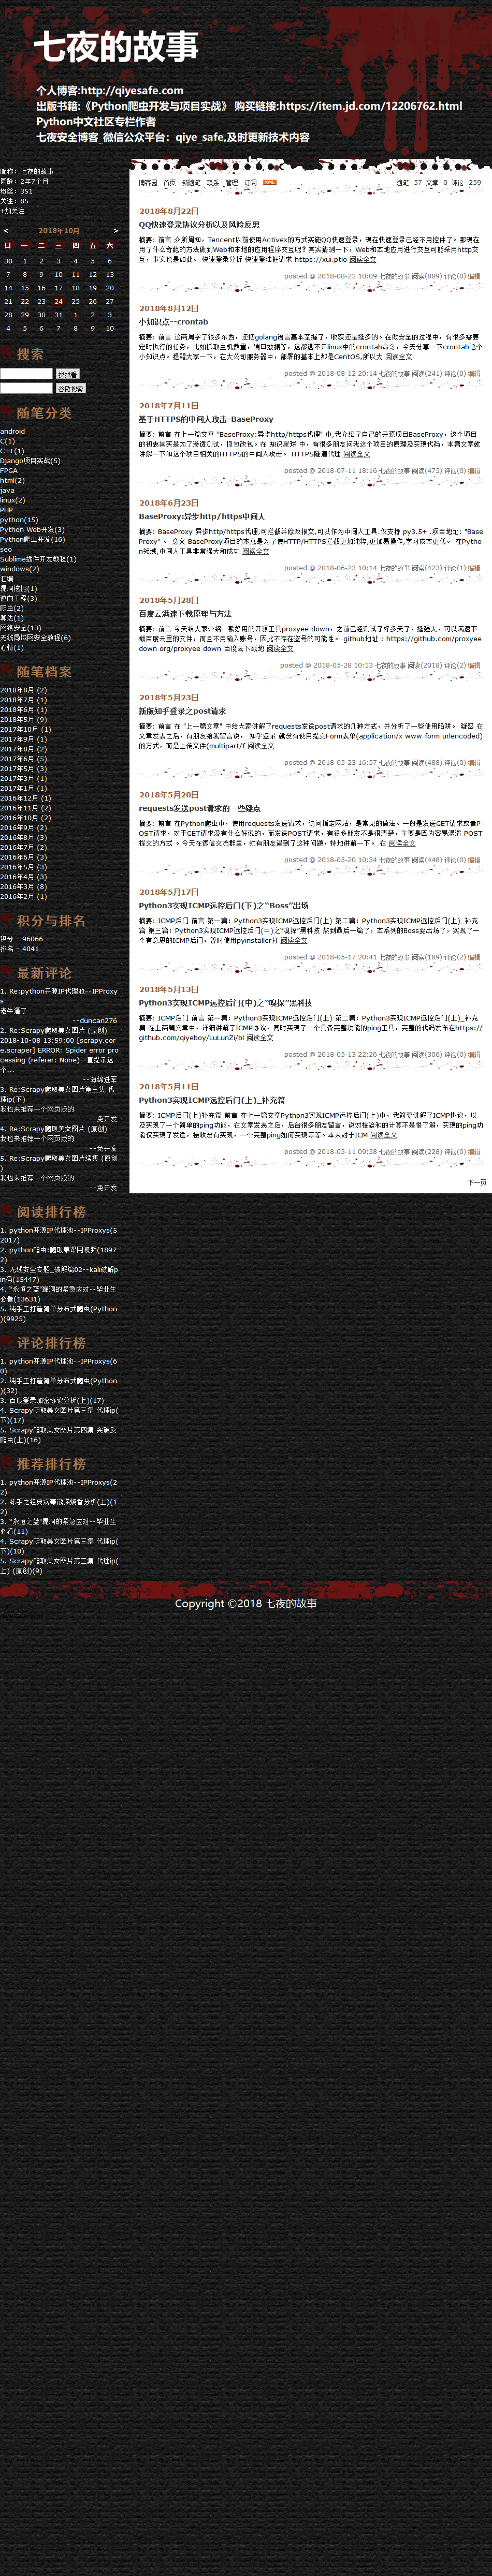 七夜的故事
个人博客:http://qiyesafe.com
出版书籍:《Python爬虫开发与项目实战》 购买链接:https://item.jd.com/12206762.html
Python中文社区专栏作者
七夜安全博客_微信公众平台：qiye_safe,及时更新技术内容
博客园 首页 新随笔 联系 管理 订阅 XML
随笔- 57 文章- 0 评论- 259
昵称：七夜的故事
园龄：2年7个月
粉丝：351
关注：85
+加关注
< 2018年10月 >
日 一 二 三 四 五 六
30 1 2 3 4 5 6
7 8 9 10 11 12 13
14 15 16 17 18 19 20
21 22 23 24 25 26 27
28 29 30 31 1 2 3
4 5 6 7 8 9 10
搜索
找找看
谷歌搜索
随笔分类
android
C(1)
C++(1)
Django项目实战(5)
FPGA
html(2)
java
linux(2)
PHP
python(15)
Python Web开发(3)
Python爬虫开发(16)
seo
Sublime插件开发教程(1)
windows(2)
汇编
漏洞挖掘(1)
逆向工程(3)
爬虫(2)
算法(1)
网络安全(13)
无线局域网安全教程(6)
心情(1)
随笔档案
2018年8月 (2)
2018年7月 (1)
2018年6月 (1)
2018年5月 (9)
2017年10月 (1)
2017年9月 (1)
2017年8月 (2)
2017年6月 (5)
2017年5月 (3)
2017年3月 (1)
2017年1月 (1)
2016年12月 (1)
2016年11月 (2)
2016年10月 (2)
2016年9月 (2)
2016年8月 (3)
2016年7月 (2)
2016年6月 (3)
2016年5月 (3)
2016年4月 (3)
2016年3月 (8)
2016年2月 (1)
积分与排名
积分 - 96066
排名 - 4041
最新评论
1. Re:python开源IP代理池--IPProxy
s
老牛逼了
--duncan276
2. Re:Scrapy爬取美女图片 (原创)
2018-10-08 13:59:00 [scrapy.cor
e.scraper] ERROR: Spider error pro
cessing (referer: None)一直提示这
个...
--海绵进军
3. Re:Scrapy爬取美女图片第三集 代
理ip(下)
我也来推荐一个网页版的
--免开发
4. Re:Scrapy爬取美女图片 (原创)
我也来推荐一个网页版的
--免开发
5. Re:Scrapy爬取美女图片续集 (原创
)
我也来推荐一个网页版的
--免开发
阅读排行榜
1. python开源IP代理池--IPProxys(5
2017)
2. python爬虫:爬取慕课网视频(1897
2)
3. 无线安全专题_破解篇02--kali破解p
in码(15447)
4. "永恒之蓝"漏洞的紧急应对--毕业生
必看(13631)
5. 纯手工打造简单分布式爬虫(Python
)(9925)
评论排行榜
1. python开源IP代理池--IPProxys(6
0)
2. 纯手工打造简单分布式爬虫(Python
)(32)
3. 百度登录加密协议分析(上)(17)
4. Scrapy爬取美女图片第三集 代理ip(
下)(17)
5. Scrapy爬取美女图片第四集 突破反
爬虫(上)(16)
推荐排行榜
1. python开源IP代理池--IPProxys(2
2)
2. 练手之经典病毒熊猫烧香分析(上)(1
2)
3. "永恒之蓝"漏洞的紧急应对--毕业生
必看(11)
4. Scrapy爬取美女图片第三集 代理ip(
下)(10)
5. Scrapy爬取美女图片第三集 代理ip(
上) (原创)(9)
2018年8月22日
QQ快速登录协议分析以及风险反思
摘要: 前言 众所周知，Tencent以前使用Activex的方式实施QQ快速登录，现在快速登录已经不用控件了。那现在
用了什么奇葩的方法做到Web和本地的应用程序交互呢？其实猜测一下，Web和本地应用进行交互可能采用http交
互，事实也是如此。 快速登录分析 快速登陆框请求 https://xui.ptlo 阅读全文
posted @ 2018-08-22 10:09 七夜的故事 阅读(889) 评论(2) 编辑
2018年8月12日
小知识点--crontab
摘要: 前言 这两周学了很多东西，还把golang语言基本掌握了，收获还是挺多的。在做安全的过程中，有很多需要
定时执行的任务，比如抓取主机数量，端口数据等，这都逃不开linux中的crontab命令，今天分享一下crontab这个
小知识点。提醒大家一下，在大公司服务器中，部署的基本上都是CentOS,所以大 阅读全文
posted @ 2018-08-12 20:14 七夜的故事 阅读(241) 评论(0) 编辑
2018年7月11日
基于HTTPS的中间人攻击-BaseProxy
摘要: 前言 在上一篇文章 "BaseProxy:异步http/https代理" 中,我介绍了自己的开源项目BaseProxy，这个项目
的初衷其实是为了渗透测试，抓包改包。在 知识星球 中，有很多朋友问我这个项目的原理及实现代码，本篇文章就
讲解一下和这个项目相关的HTTPS的中间人攻击。 HTTPS隧道代理 阅读全文
posted @ 2018-07-11 18:16 七夜的故事 阅读(475) 评论(0) 编辑
2018年6月23日
BaseProxy:异步http/https中间人
摘要: BaseProxy 异步http/https代理,可拦截并修改报文,可以作为中间人工具.仅支持 py3.5+ .项目地址: "Base
Proxy" 。 意义 BaseProxy项目的本意是为了使HTTP/HTTPS拦截更加纯粹,更加易操作,学习成本更低。 在Pytho
n领域,中间人工具非常强大和成功 阅读全文
posted @ 2018-06-23 10:14 七夜的故事 阅读(423) 评论(1) 编辑
2018年5月28日
百度云满速下载原理与方法
摘要: 前言 今天给大家介绍一款好用的开源工具proxyee down，之前已经测试了好多天了，挺强大，可以满速下
载百度云里的文件，而且不用输入账号，因此不存在盗号的可能性。 github地址：https://github.com/proxyee
down org/proxyee down 百度云下载地 阅读全文
posted @ 2018-05-28 10:13 七夜的故事 阅读(2018) 评论(2) 编辑
2018年5月23日
新版知乎登录之post请求
摘要: 前言 在 "上一篇文章" 中给大家讲解了requests发送post请求的几种方式，并分析了一些使用陷阱。 疑惑 在
文章发表之后，有朋友给我留言说， 知乎登录 就没有使用提交Form表单(application/x www form urlencoded)
的方式，而是上传文件(multipart/f 阅读全文
posted @ 2018-05-23 16:57 七夜的故事 阅读(488) 评论(0) 编辑
2018年5月20日
requests发送post请求的一些疑点
摘要: 前言 在Python爬虫中，使用requests发送请求，访问指定网站，是常见的做法。一般是发送GET请求或者P
OST请求，对于GET请求没有什么好说的，而发送POST请求，有很多朋友不是很清楚，主要是因为容易混淆 POST
提交的方式 。今天在微信交流群里，就有朋友遇到了这种问题，特地讲解一下。 在 阅读全文
posted @ 2018-05-20 10:34 七夜的故事 阅读(448) 评论(0) 编辑
2018年5月17日
Python3实现ICMP远控后门(下)之“Boss”出场
摘要: ICMP后门 前言 第一篇：Python3实现ICMP远控后门(上) 第二篇：Python3实现ICMP远控后门(上)_补充
篇 第三篇：Python3实现ICMP远控后门(中)之“嗅探”黑科技 熬到最后一篇了，本系列的Boss要出场了，实现了一
个有意思的ICMP后门，暂时使用pyinstaller打 阅读全文
posted @ 2018-05-17 20:41 七夜的故事 阅读(189) 评论(2) 编辑
2018年5月13日
Python3实现ICMP远控后门(中)之“嗅探”黑科技
摘要: ICMP后门 前言 第一篇：Python3实现ICMP远控后门(上) 第二篇：Python3实现ICMP远控后门(上)_补充
篇 在上两篇文章中，详细讲解了ICMP协议，同时实现了一个具备完整功能的ping工具，完整的代码发布在https://
github.com/qiyeboy/LuLunZi/bl 阅读全文
posted @ 2018-05-13 22:26 七夜的故事 阅读(306) 评论(0) 编辑
2018年5月11日
Python3实现ICMP远控后门(上)_补充篇
摘要: ICMP后门(上)补充篇 前言 在上一篇文章Python3实现ICMP远控后门(上)中，我简要讲解了ICMP协议，以
及实现了一个简单的ping功能，在文章发表之后，后台很多朋友留言，说对校验和的计算不是很了解，实现的ping功
能仅实现了发送，接收没有实现，一个完整ping如何实现等等。本来对于ICM 阅读全文
posted @ 2018-05-11 09:58 七夜的故事 阅读(228) 评论(0) 编辑
下一页
Copyright ©2018 七夜的故事